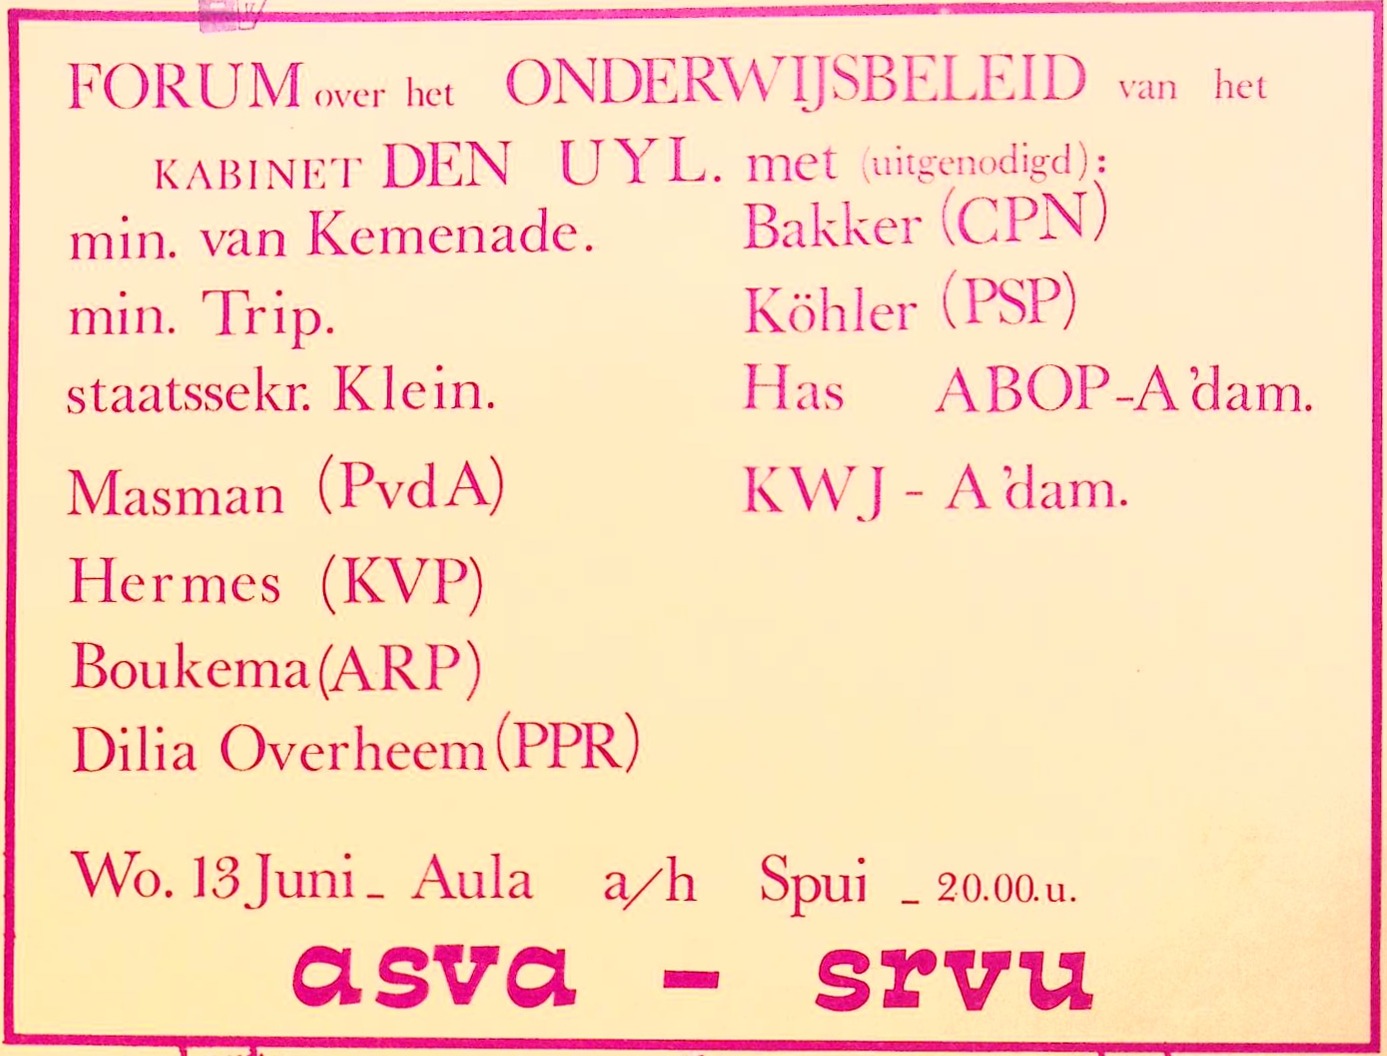 FORUM over het ONDERWIJSBELEID van het
KABINET DEN UYL. met (uitgenodigd):
min. van Kemenade.
min. Trip.
staatssekr. Klein.
Masman (PvdA)
Hermes (KVP)
Boukema (ARP)
Dilia Overheem (PPR)
Bakker (CPN)
Köhler (PSP)
Has ABOP-A'dam.
KWJ - A'dam.
Wo. 13 Juni - Aula a/h Spui - 20.00.u.
asva - srvu